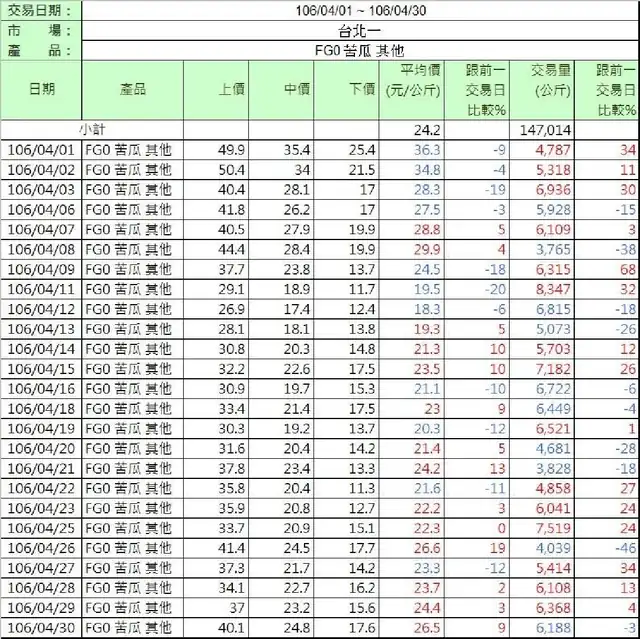 交易日期： 106/04/01 ~ 106/04/30
市 場： 台北一
產 品： FG0 苦瓜 其他
日期 產品 上價 中價 下價 平均價(元/公斤) 跟前一交易日比較% 交易量(公斤) 跟前一交易日比較%
小計 24.2 147,014
106/04/01 FG0 苦瓜 其他 49.9 35.4 25.4 36.3 -9 4,787 34
106/04/02 FG0 苦瓜 其他 50.4 34 21.5 34.8 -4 5,318 11
106/04/03 FG0 苦瓜 其他 40.4 28.1 17 28.3 -19 6,936 30
106/04/06 FG0 苦瓜 其他 41.8 26.2 17 27.5 -3 5,928 -15
106/04/07 FG0 苦瓜 其他 40.5 27.9 19.9 28.8 5 6,109 3
106/04/08 FG0 苦瓜 其他 44.4 28.4 19.9 29.9 4 3,765 -38
106/04/09 FG0 苦瓜 其他 37.7 23.8 13.7 24.5 -18 6,315 68
106/04/11 FG0 苦瓜 其他 29.1 18.9 11.7 19.5 -20 8,347 32
106/04/12 FG0 苦瓜 其他 26.9 17.4 12.4 18.3 -6 6,815 -18
106/04/13 FG0 苦瓜 其他 28.1 18.1 13.8 19.3 5 5,073 -26
106/04/14 FG0 苦瓜 其他 30.8 20.3 14.8 21.3 10 5,703 12
106/04/15 FG0 苦瓜 其他 32.2 22.6 17.5 23.5 10 7,182 26
106/04/16 FG0 苦瓜 其他 30.9 19.7 15.3 21.1 -10 6,722 -6
106/04/18 FG0 苦瓜 其他 33.4 21.4 17.5 23 9 6,449 -4
106/04/19 FG0 苦瓜 其他 30.3 19.2 13.7 20.3 -12 6,521 1
106/04/20 FG0 苦瓜 其他 31.6 20.4 14.2 21.4 5 4,681 -28
106/04/21 FG0 苦瓜 其他 37.8 23.4 13.3 24.2 13 3,828 -18
106/04/22 FG0 苦瓜 其他 35.8 20.4 11.3 21.6 -11 4,858 27
106/04/23 FG0 苦瓜 其他 35.9 20.8 12.7 22.2 3 6,041 24
106/04/25 FG0 苦瓜 其他 33.7 20.9 15.1 22.3 0 7,519 24
106/04/26 FG0 苦瓜 其他 41.4 24.5 17.7 26.6 19 4,039 -46
106/04/27 FG0 苦瓜 其他 37.3 21.7 14.2 23.3 -12 5,414 34
106/04/28 FG0 苦瓜 其他 34.1 22.7 16.2 23.7 2 6,108 13
106/04/29 FG0 苦瓜 其他 37 23.2 15.6 24.4 3 6,368 4
106/04/30 FG0 苦瓜 其他 40.1 24.8 17.6 26.5 9 6,188 -3